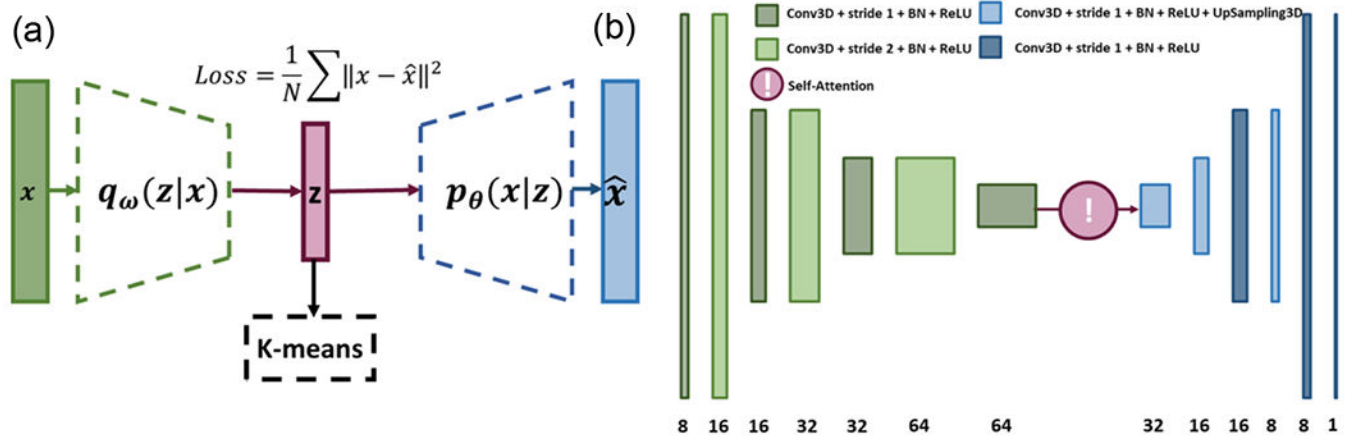 (a)
Loss = 1/N ∑‖x − x̂‖²
x
q_ω(z|x)
z
p_θ(x|z)
x̂
K-means
(b)
Conv3D + stride 1 + BN + ReLU
Conv3D + stride 1 + BN + ReLU + UpSampling3D
Conv3D + stride 2 + BN + ReLU
Conv3D + stride 1 + BN + ReLU
! Self-Attention
!
8 16 16 32 32 64 64 32 16 16 8 8 1